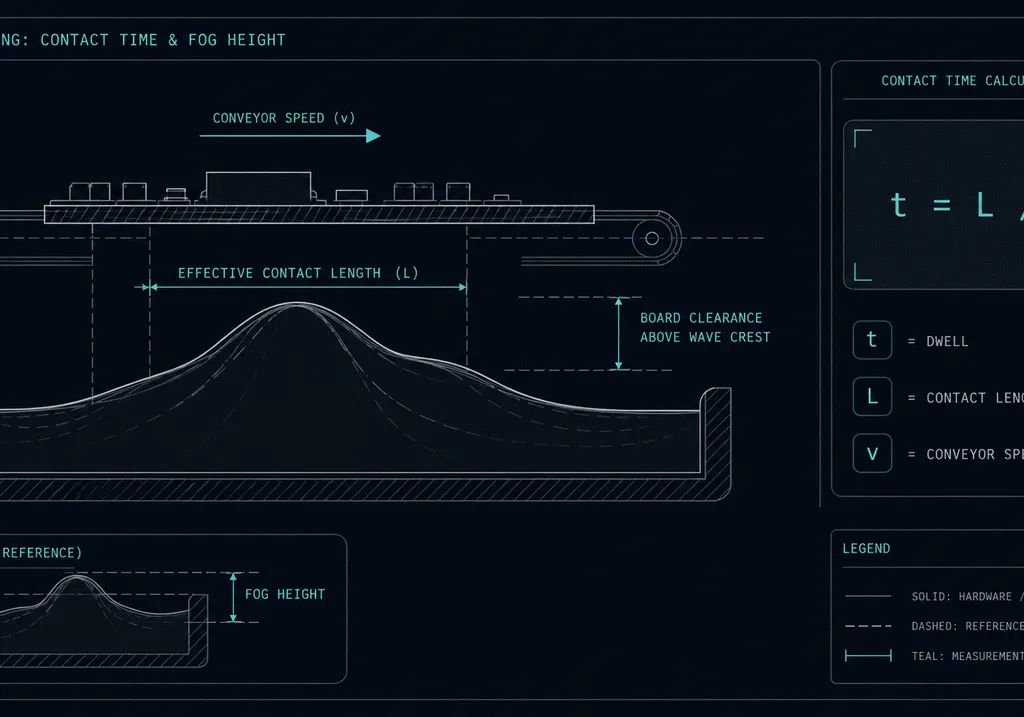 NG: CONTACT TIME & FOG HEIGHT
CONVEYOR SPEED (v)
EFFECTIVE CONTACT LENGTH (L)
BOARD CLEARANCE
ABOVE WAVE CREST
REFERENCE)
FOG HEIGHT
CONTACT TIME CALCU
t = L /
t = DWELL
L = CONTACT LENG
v = CONVEYOR SPE
LEGEND
SOLID: HARDWARE /
DASHED: REFERENCE
TEAL: MEASUREMENT